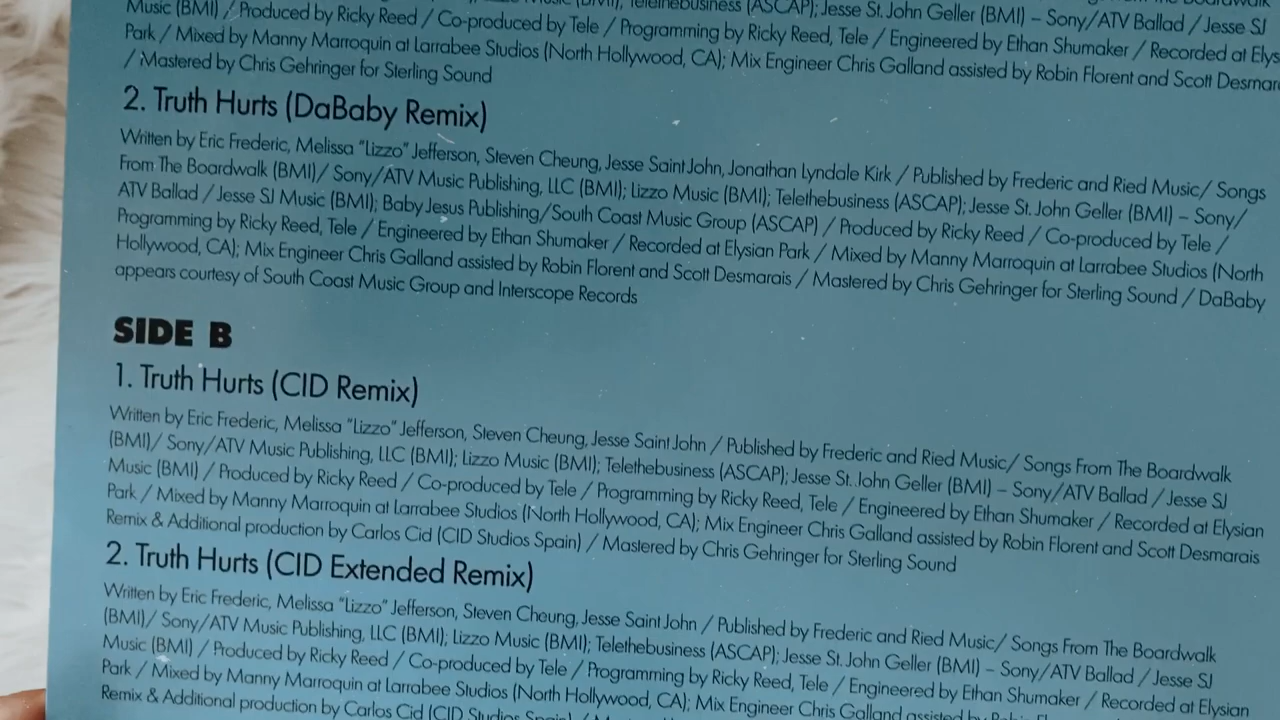 Music (BMI) / Produced by Ricky Reed / Co-produced by Tele / Programming by Ricky Reed, Tele / Engineered by Ethan Shumaker / Recorded at Elys
Telethebusiness (ASCAP); Jesse St. John Geller (BMI) – Sony/ATV Ballad / Jesse SJ
Park / Mixed by Manny Marroquin at Larrabee Studios (North Hollywood, CA); Mix Engineer Chris Galland assisted by Robin Florent and Scott Desmara
/ Mastered by Chris Gehringer for Sterling Sound
2. Truth Hurts (DaBaby Remix)
Written by Eric Frederic, Melissa "Lizzo" Jefferson, Steven Cheung, Jesse Saint John, Jonathan Lyndale Kirk / Published by Frederic and Ried Music/ Songs
From The Boardwalk (BMI)/ Sony/ATV Music Publishing, LLC (BMI); Lizzo Music (BMI); Telethebusiness (ASCAP); Jesse St. John Geller (BMI) – Sony/
ATV Ballad / Jesse SJ Music (BMI); Baby Jesus Publishing/South Coast Music Group (ASCAP) / Produced by Ricky Reed / Co-produced by Tele /
Programming by Ricky Reed, Tele / Engineered by Ethan Shumaker / Recorded at Elysian Park / Mixed by Manny Marroquin at Larrabee Studios (North
Hollywood, CA); Mix Engineer Chris Galland assisted by Robin Florent and Scott Desmarais / Mastered by Chris Gehringer for Sterling Sound / DaBaby
appears courtesy of South Coast Music Group and Interscope Records
SIDE B
1. Truth Hurts (CID Remix)
Written by Eric Frederic, Melissa "Lizzo" Jefferson, Steven Cheung, Jesse Saint John / Published by Frederic and Ried Music/ Songs From The Boardwalk
(BMI)/ Sony/ATV Music Publishing, LLC (BMI); Lizzo Music (BMI); Telethebusiness (ASCAP); Jesse St. John Geller (BMI) – Sony/ATV Ballad / Jesse SJ
Music (BMI) / Produced by Ricky Reed / Co-produced by Tele / Programming by Ricky Reed, Tele / Engineered by Ethan Shumaker / Recorded at Elysian
Park / Mixed by Manny Marroquin at Larrabee Studios (North Hollywood, CA); Mix Engineer Chris Galland assisted by Robin Florent and Scott Desmarais
Remix & Additional production by Carlos Cid (CID Studios Spain) / Mastered by Chris Gehringer for Sterling Sound
2. Truth Hurts (CID Extended Remix)
Written by Eric Frederic, Melissa "Lizzo" Jefferson, Steven Cheung, Jesse Saint John / Published by Frederic and Ried Music/ Songs From The Boardwalk
(BMI)/ Sony/ATV Music Publishing, LLC (BMI); Lizzo Music (BMI); Telethebusiness (ASCAP); Jesse St. John Geller (BMI) – Sony/ATV Ballad / Jesse SJ
Music (BMI) / Produced by Ricky Reed / Co-produced by Tele / Programming by Ricky Reed, Tele / Engineered by Ethan Shumaker / Recorded at Elysian
Park / Mixed by Manny Marroquin at Larrabee Studios (North Hollywood, CA); Mix Engineer Chris Galland assisted by Robin
Remix & Additional production by Carlos Cid (CID Studios Spain)